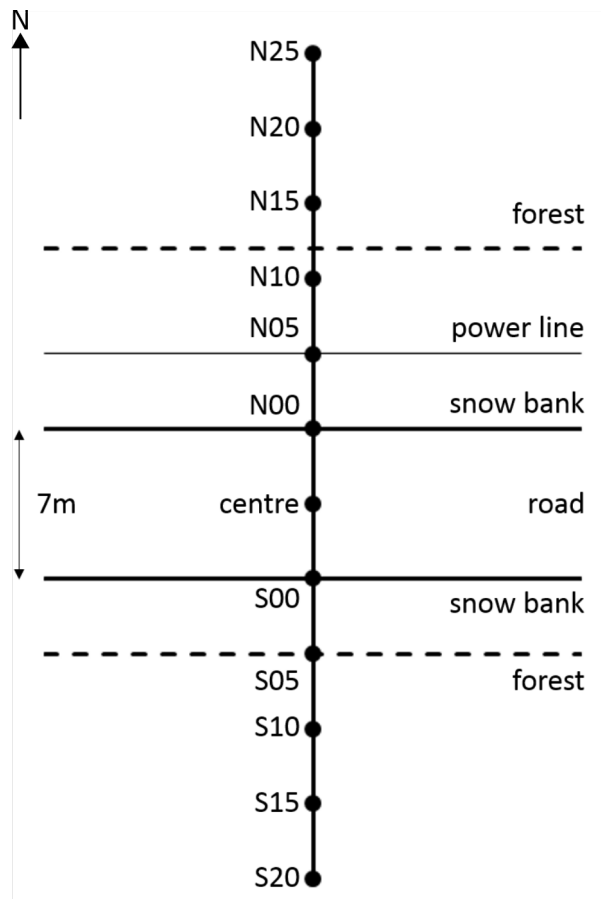 N
N25
N20
N15
forest
N10
N05
power line
N00
snow bank
7m
centre
road
S00
snow bank
S05
forest
S10
S15
S20